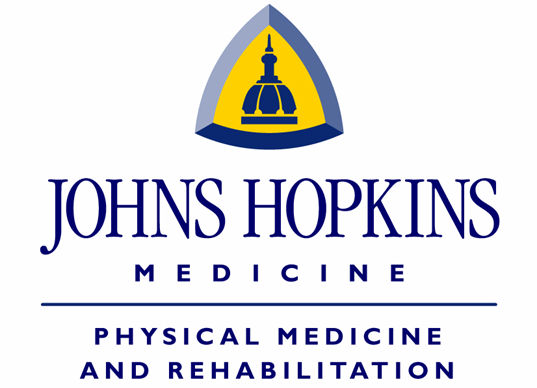 JOHNS HOPKINS
MEDICINE
PHYSICAL MEDICINE
AND REHABILITATION